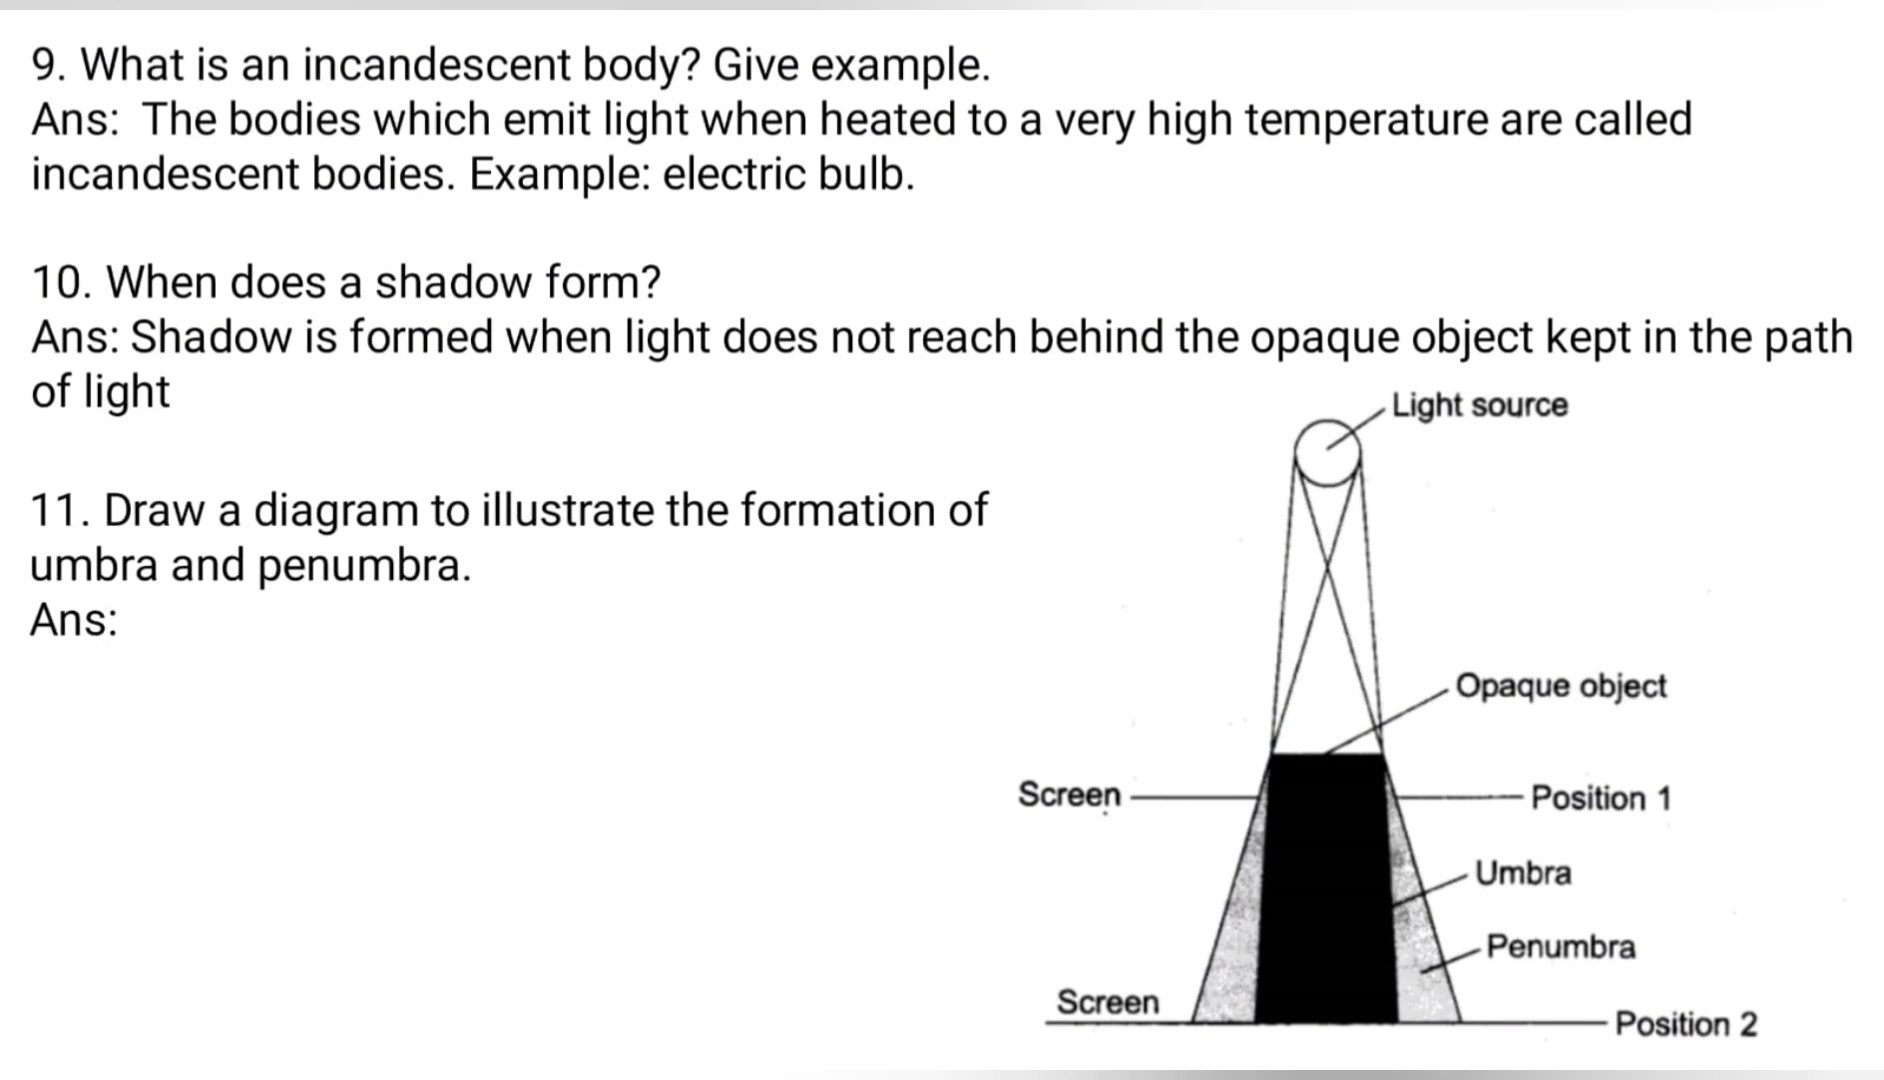 9. What is an incandescent body? Give example.
Ans: The bodies which emit light when heated to a very high temperature are called
incandescent bodies. Example: electric bulb.
10. When does a shadow form?
Ans: Shadow is formed when light does not reach behind the opaque object kept in the path
of light
11. Draw a diagram to illustrate the formation of
umbra and penumbra.
Ans:
Light source
Opaque object
Screen
Position 1
Umbra
Penumbra
Screen
Position 2